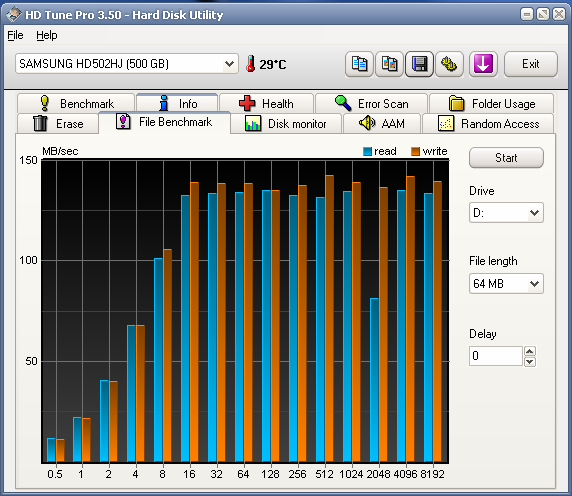 HD Tune Pro 3.50 - Hard Disk Utility
File Help
SAMSUNG HD502HJ (500 GB) 29°C Exit
Benchmark Info Health Error Scan Folder Usage
Erase File Benchmark Disk monitor AAM Random Access
MB/sec read write
150
100
50
0.5 1 2 4 8 16 32 64 128 256 512 1024 2048 4096 8192
Start
Drive
D:
File length
64 MB
Delay
0